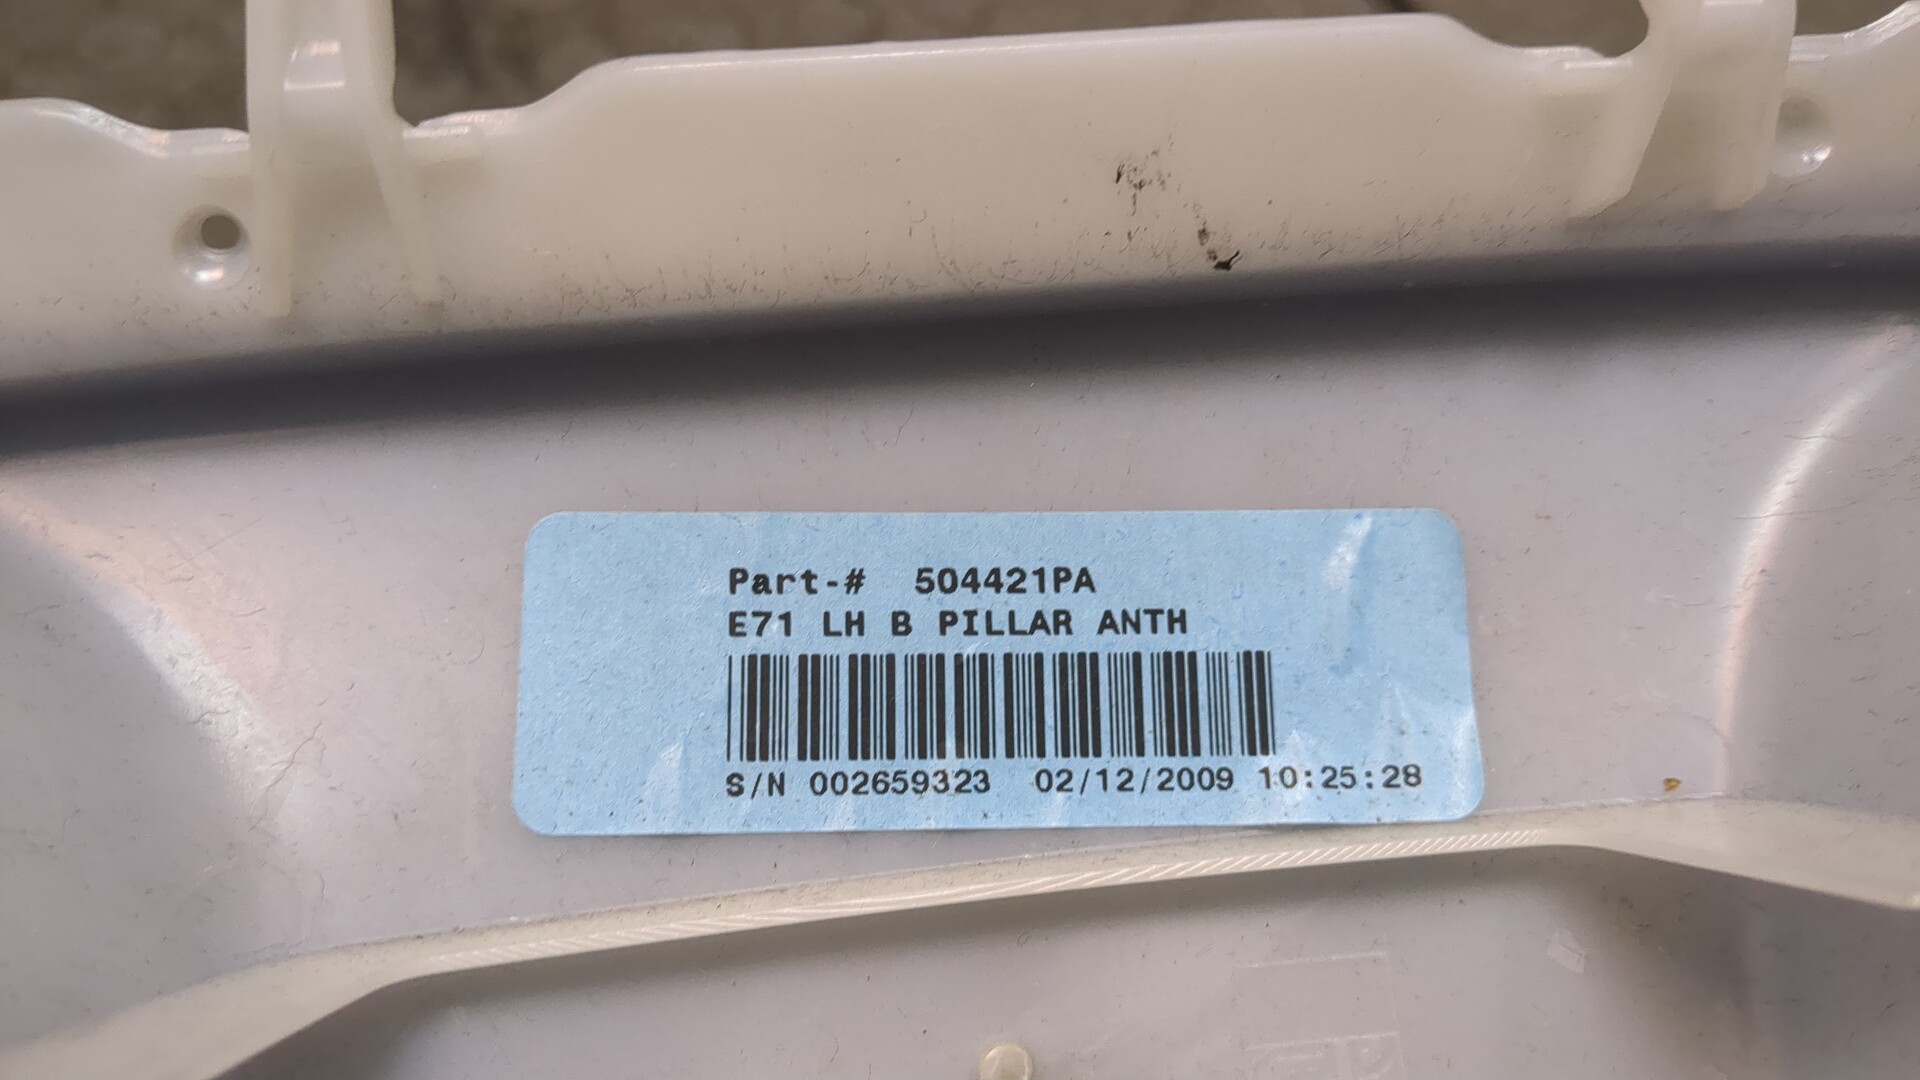 Part-# 504421PA
E71 LH B PILLAR ANTH
S/N 002659323 02/12/2009 10:25:28